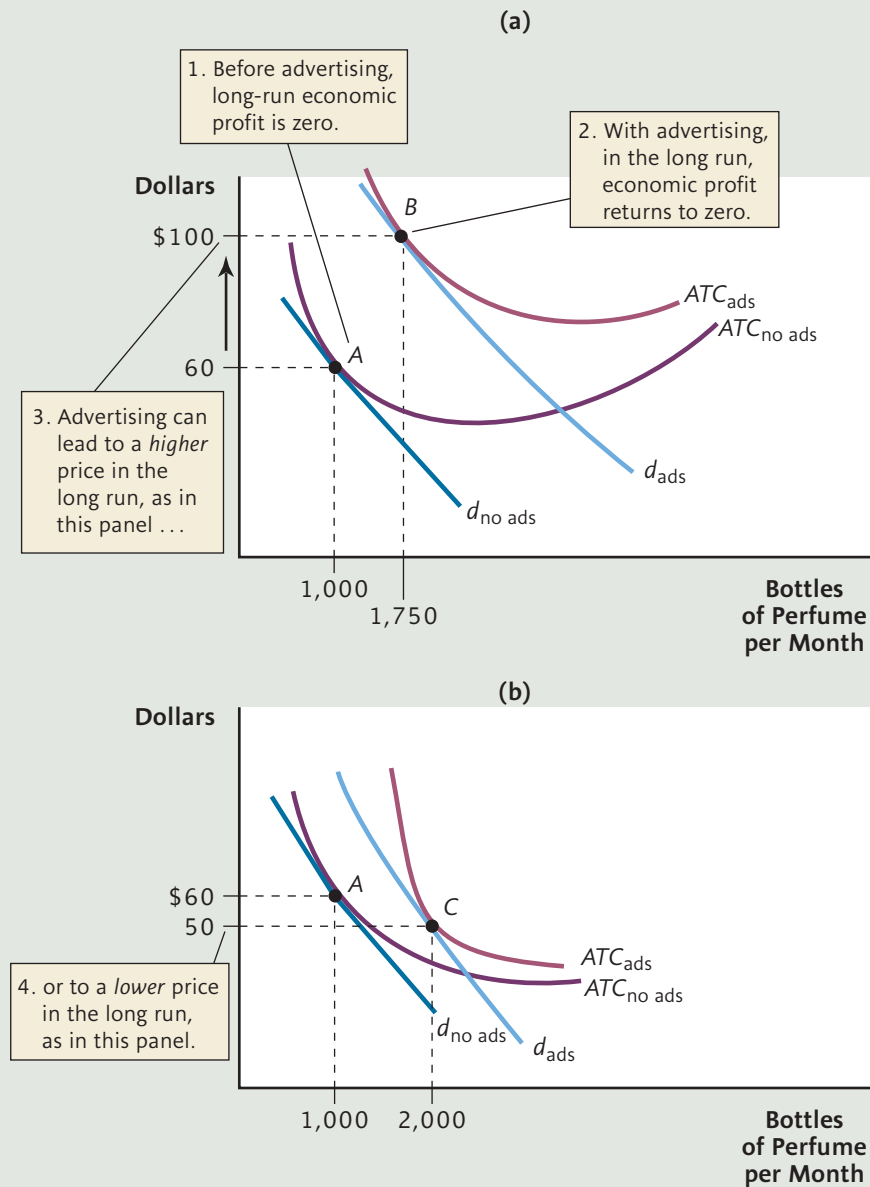 (a)
1. Before advertising,
long-run economic
profit is zero.
2. With advertising,
in the long run,
economic profit
returns to zero.
Dollars
B
$100
ATCads
ATCno ads
A
60
3. Advertising can
lead to a higher
price in the
long run, as in
this panel ...
dads
dno ads
1,000
1,750
Bottles
of Perfume
per Month
(b)
Dollars
A
$60
C
50
ATCads
ATCno ads
4. or to a lower price
in the long run,
as in this panel.
dno ads
dads
1,000
2,000
Bottles
of Perfume
per Month